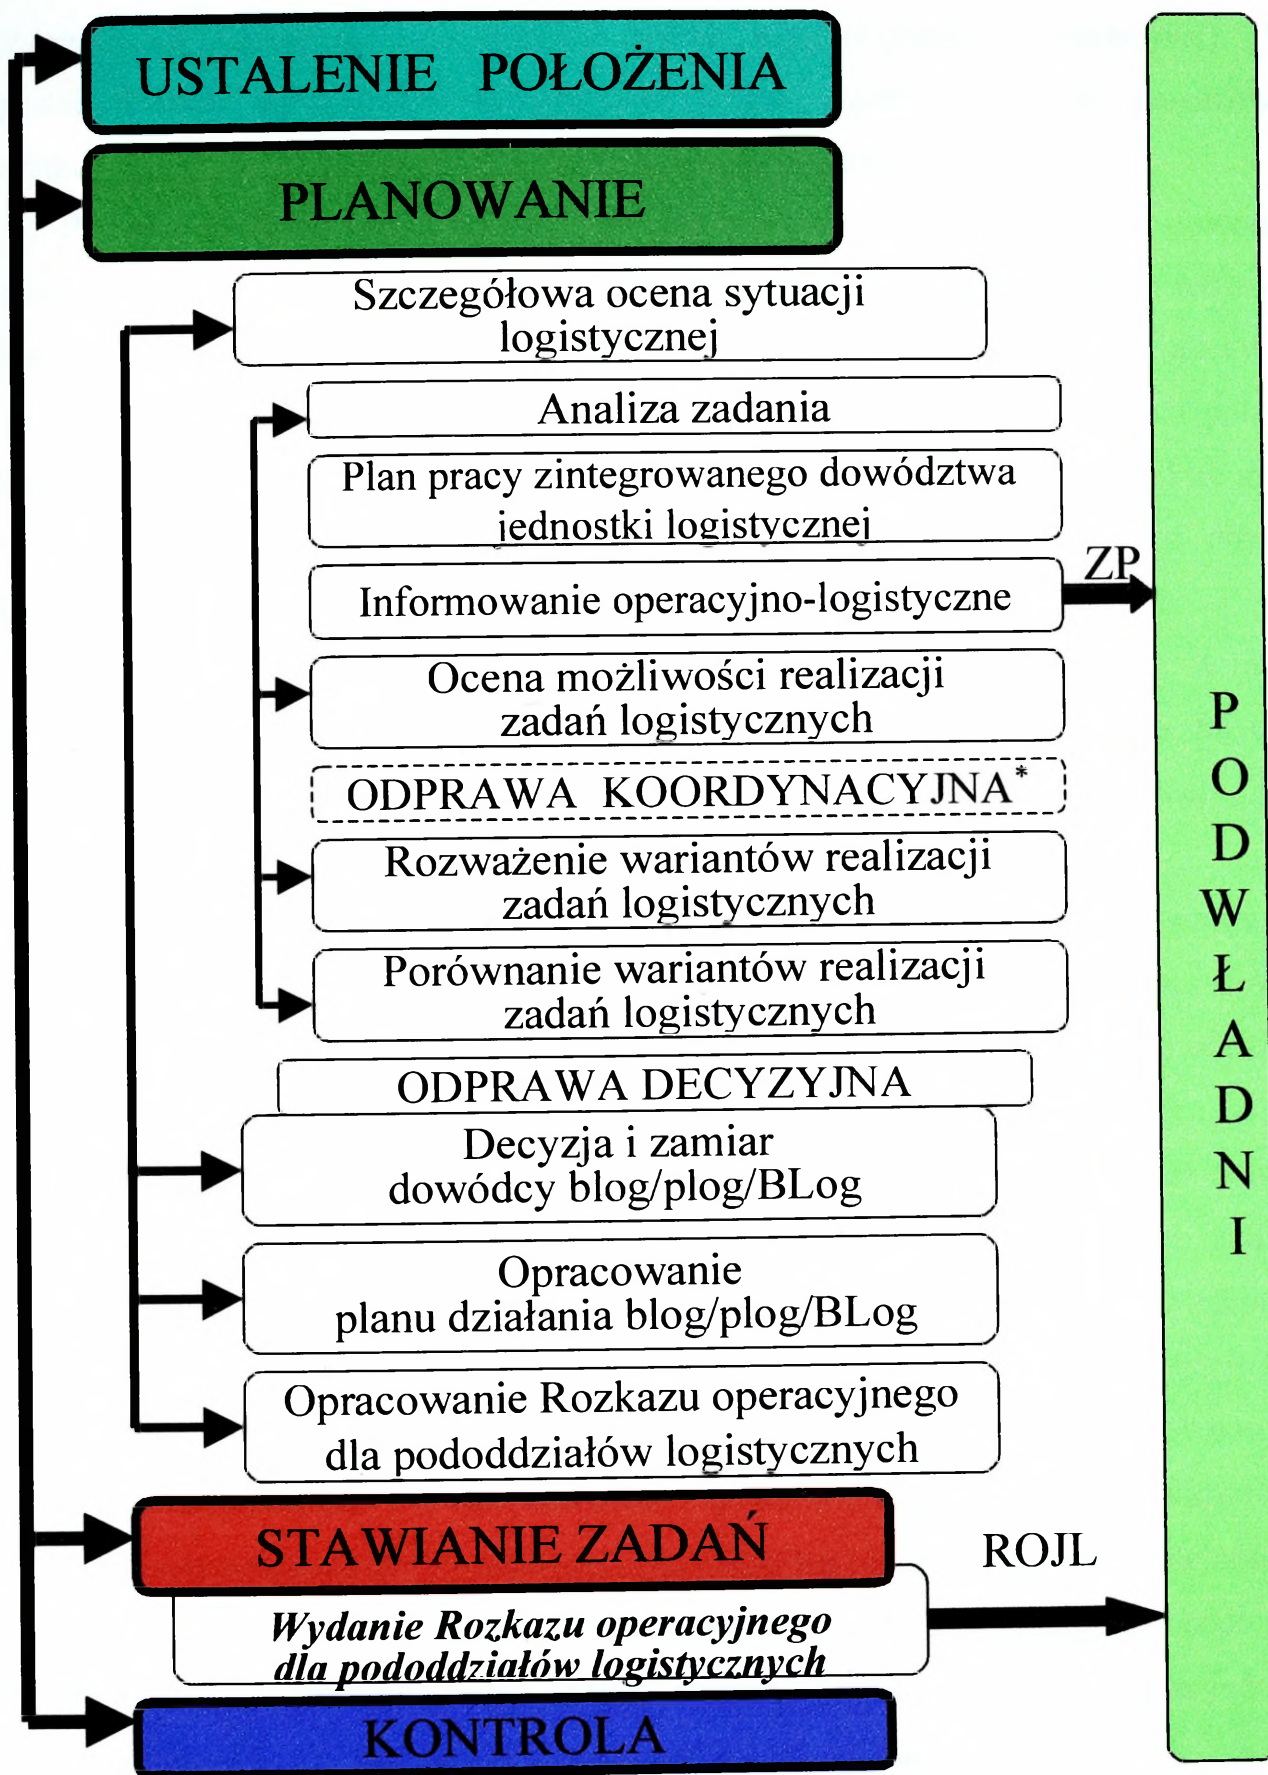 USTALENIE POŁOŻENIA
PLANOWANIE
Szczegółowa ocena sytuacji
logistycznej
Analiza zadania
Plan pracy zintegrowanego dowództwa
jednostki logistycznej
Informowanie operacyjno-logistyczne
ZP
Ocena możliwości realizacji
zadań logistycznych
ODPRAWA KOORDYNACYJNA*
Rozważenie wariantów realizacji
zadań logistycznych
Porównanie wariantów realizacji
zadań logistycznych
ODPRAWA DECYZYJNA
Decyzja i zamiar
dowódcy blog/plog/BLog
Opracowanie
planu działania blog/plog/BLog
Opracowanie Rozkazu operacyjnego
dla pododdziałów logistycznych
STAWIANIE ZADAŃ
Wydanie Rozkazu operacyjnego
dla pododdziałów logistycznych
ROJL
KONTROLA
P
O
D
W
Ł
A
D
N
I